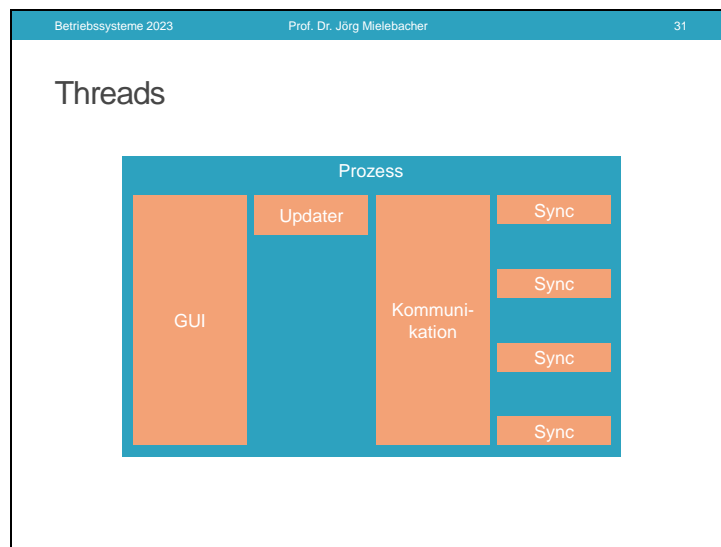 Betriebssysteme 2023
Prof. Dr. Jörg Mielebacher
31
Threads
Prozess
GUI
Updater
Kommuni-
kation
Sync
Sync
Sync
Sync